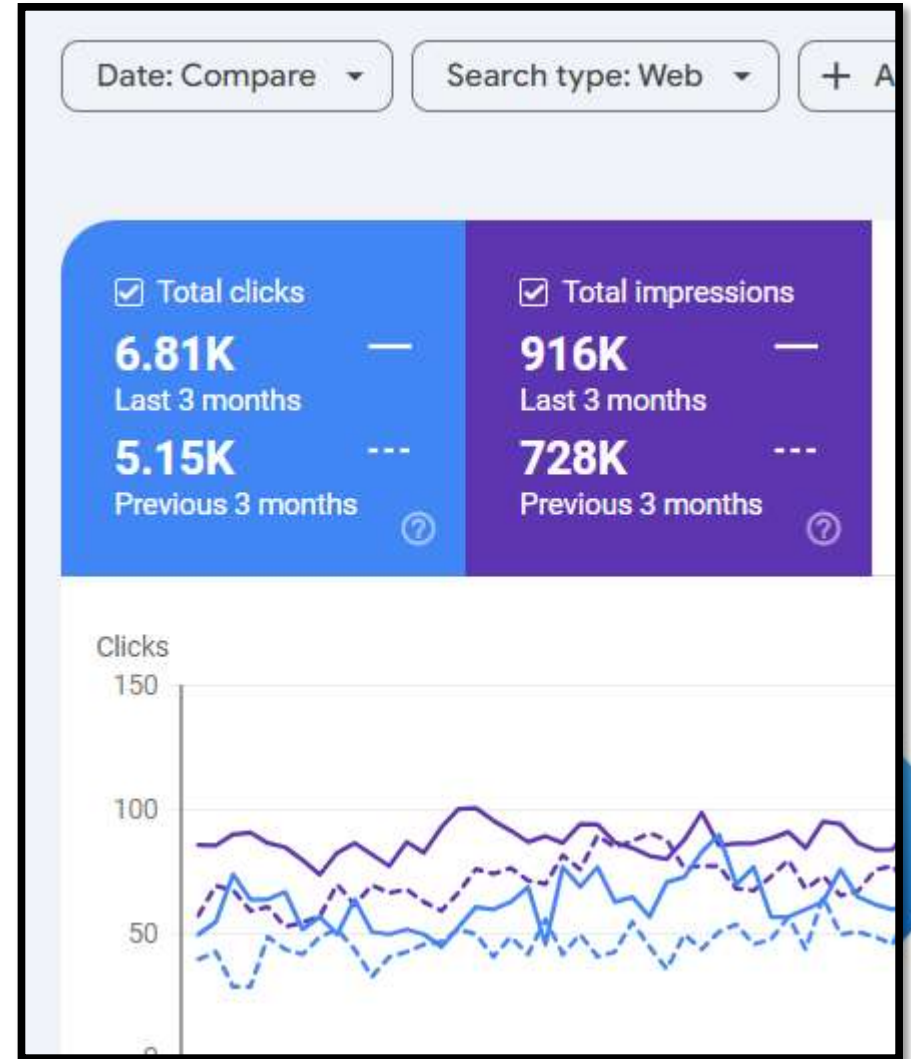 Date: Compare
Search type: Web
+ A
Total clicks
6.81K
Last 3 months
5.15K
Previous 3 months
Total impressions
916K
Last 3 months
728K
Previous 3 months
Clicks
150
100
50